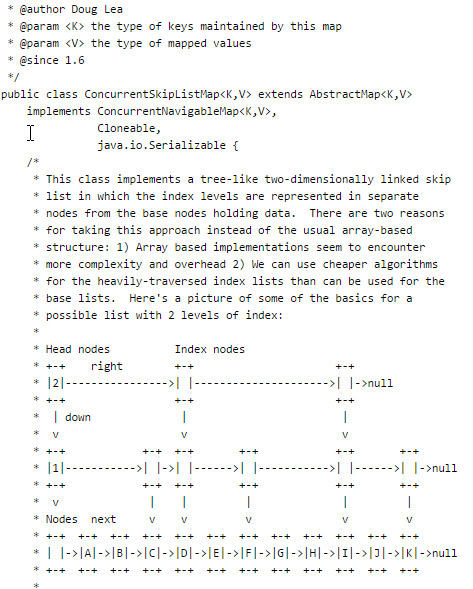 * @author Doug Lea
 * @param <K> the type of keys maintained by this map
 * @param <V> the type of mapped values
 * @since 1.6
 */
public class ConcurrentSkipListMap<K,V> extends AbstractMap<K,V>
    implements ConcurrentNavigableMap<K,V>,
               Cloneable,
               java.io.Serializable {
    /*
     * This class implements a tree-like two-dimensionally linked skip
     * list in which the index levels are represented in separate
     * nodes from the base nodes holding data.  There are two reasons
     * for taking this approach instead of the usual array-based
     * structure: 1) Array based implementations seem to encounter
     * more complexity and overhead 2) We can use cheaper algorithms
     * for the heavily-traversed index lists than can be used for the
     * base lists.  Here's a picture of some of the basics for a
     * possible list with 2 levels of index:
     *
     * Head nodes          Index nodes
     * +-+    right        +-+                      +-+
     * |2|---------------->| |--------------------->| |->null
     * +-+                 +-+                      +-+
     *  | down              |                        |
     *  v                   v                        v
     * +-+            +-+  +-+       +-+            +-+       +-+
     * |1|----------->| |->| |------>| |----------->| |------>| |->null
     * +-+            +-+  +-+       +-+            +-+       +-+
     *  v              |    |         |              |         |
     * Nodes  next     v    v         v              v         v
     * +-+  +-+  +-+  +-+  +-+  +-+  +-+  +-+  +-+  +-+  +-+  +-+
     * | |->|A|->|B|->|C|->|D|->|E|->|F|->|G|->|H|->|I|->|J|->|K|->null
     * +-+  +-+  +-+  +-+  +-+  +-+  +-+  +-+  +-+  +-+  +-+  +-+
     *